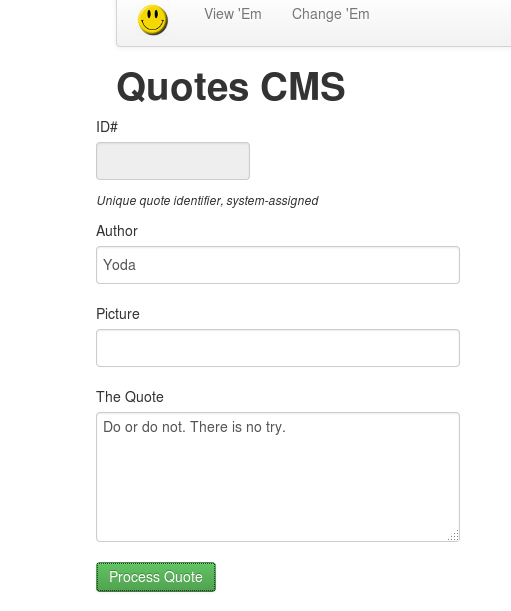 View 'Em Change 'Em
Quotes CMS
ID#
Unique quote identifier, system-assigned
Author
Yoda
Picture
The Quote
Do or do not. There is no try.
Process Quote